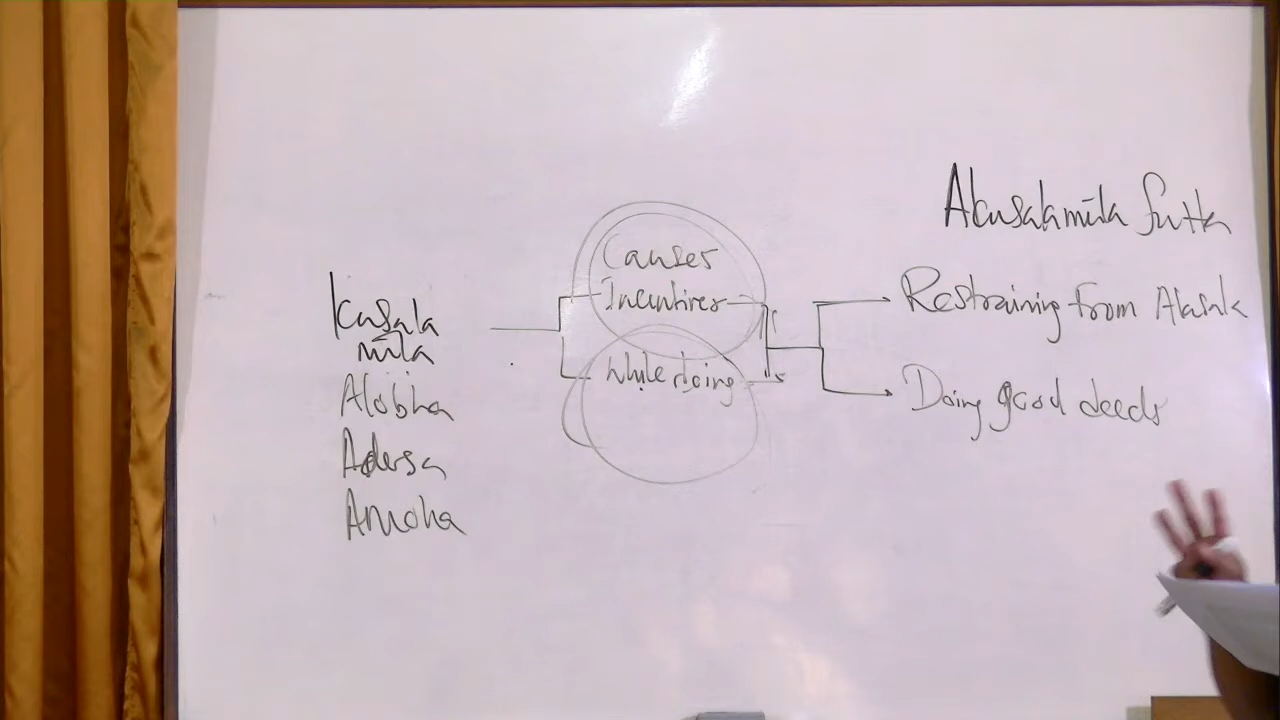 Akusalamula Sutta
Kusala
mula
Alobha
Adosa
Amoha
Causes
Incentives
While doing
Restraining from Akusala
Doing good deeds